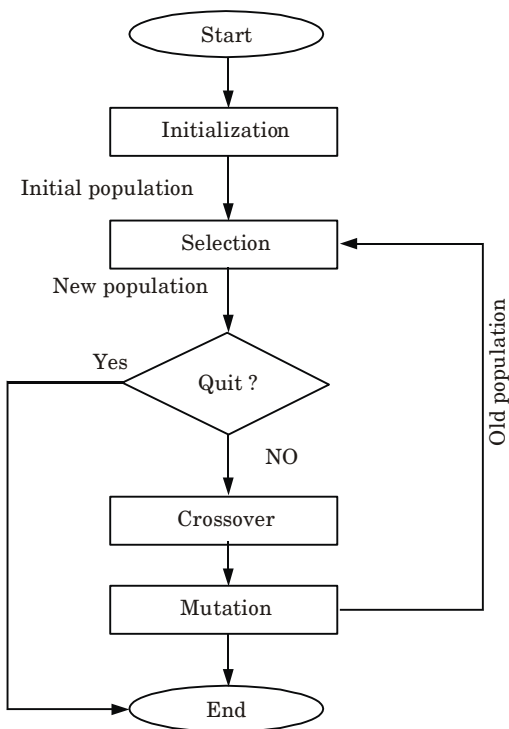 Start
Initialization
Initial population
Selection
New population
Yes
Quit ?
NO
Crossover
Mutation
End
Old population